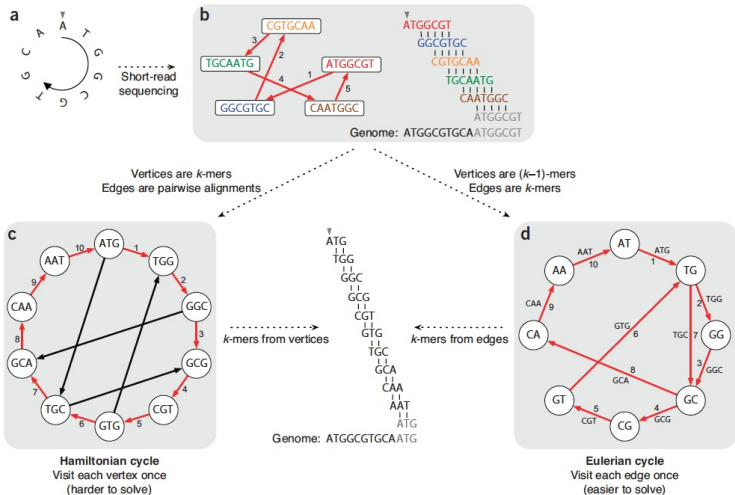 a
A
T
G
G
C
G
T
G
C
A
Short-read
sequencing
b
CGTGCAA
3
TGCAATG
2
ATGGCGT
4
1
5
GGCGTGC
CAATGGC
ATGGCGT
GGCGTGC
CGTGCAA
TGCAATG
CAATGGC
ATGGCGT
Genome: ATGGCGTGCAATGGCGT
Vertices are k-mers
Edges are pairwise alignments
Vertices are (k–1)-mers
Edges are k-mers
c
ATG
10
1
AAT
TGG
9
2
CAA
GGC
8
3
GCA
GCG
7
4
TGC
CGT
6
5
GTG
Hamiltonian cycle
Visit each vertex once
(harder to solve)
k-mers from vertices
ATG
TGG
GGC
GCG
CGT
GTG
TGC
GCA
CAA
AAT
ATG
Genome: ATGGCGTGCAATG
k-mers from edges
d
AT
AAT
10
ATG
1
AA
TG
CAA
9
2
TGG
GTG
6
TGC
7
CA
GG
3
GGC
8
GCA
GT
GC
5
CGT
4
GCG
CG
Eulerian cycle
Visit each edge once
(easier to solve)